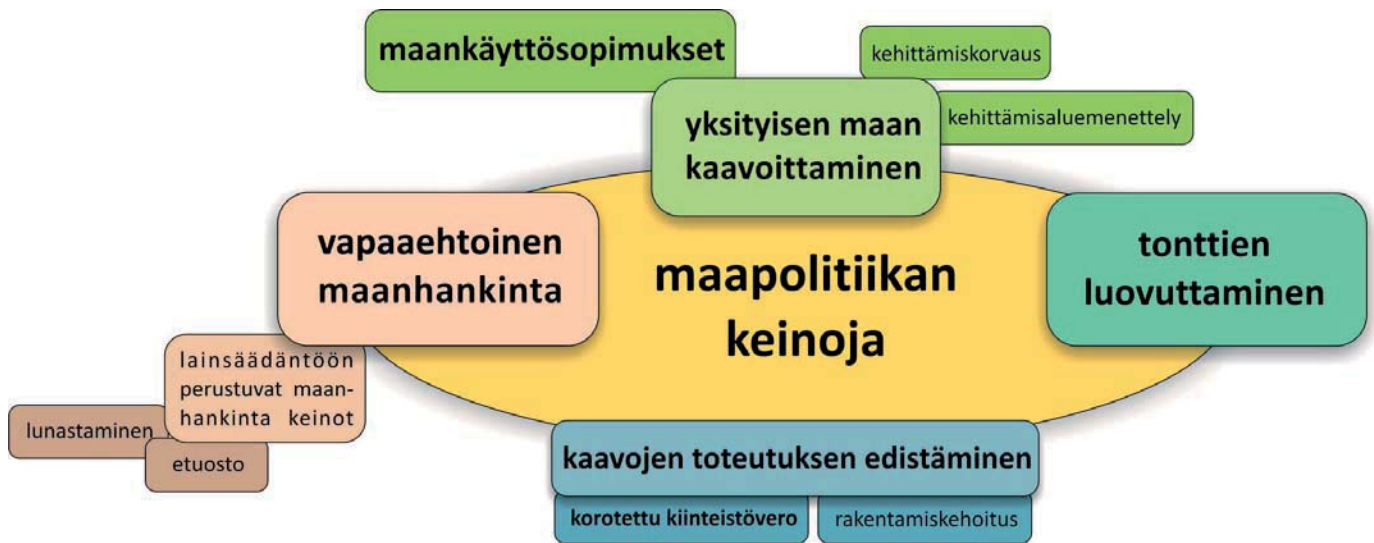 maankäyttösopimukset
kehittämiskorvaus
kehittämisaluemenettely
yksityisen maan
kaavoittaminen
vapaaehtoinen
maanhankinta
maapolitiikan
keinoja
tonttien
luovuttaminen
lainsäädäntöön
perustuvat maan-
hankinta keinot
lunastaminen
etuosto
kaavojen toteutuksen edistäminen
korotettu kiinteistövero
rakentamiskehoitus